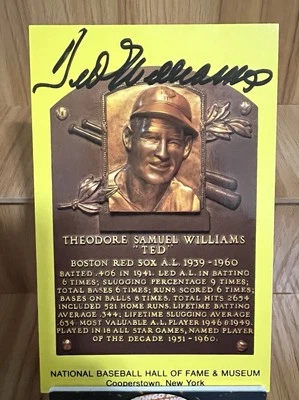 Ted Williams
THEODORE SAMUEL WILLIAMS
"TED"
BOSTON RED SOX A.L. 1939-1960
BATTED .406 IN 1941. LED A.L. IN BATTING
6 TIMES; SLUGGING PERCENTAGE 9 TIMES;
TOTAL BASES 6 TIMES; RUNS SCORED 6 TIMES;
BASES ON BALLS 8 TIMES. TOTAL HITS 2654
INCLUDED 521 HOME RUNS. LIFETIME BATTING
AVERAGE .344; LIFETIME SLUGGING AVERAGE
.634. MOST VALUABLE A.L. PLAYER 1946 & 1949.
PLAYED IN 18 ALL STAR GAMES, NAMED PLAYER
OF THE DECADE 1951-1960.
NATIONAL BASEBALL HALL OF FAME & MUSEUM
Cooperstown, New York